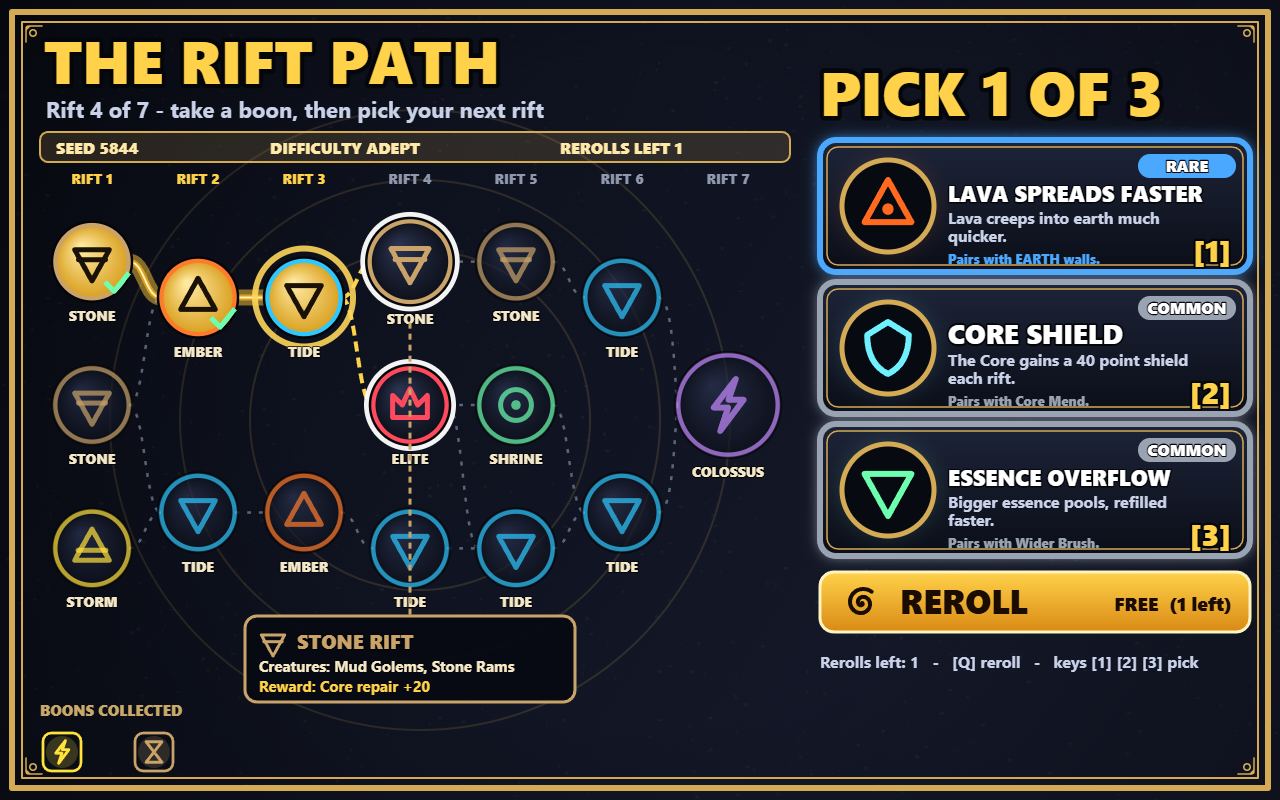 THE RIFT PATH
Rift 4 of 7 - take a boon, then pick your next rift
SEED 5844 DIFFICULTY ADEPT REROLLS LEFT 1
RIFT 1 RIFT 2 RIFT 3 RIFT 4 RIFT 5 RIFT 6 RIFT 7
STONE STONE STONE
EMBER TIDE TIDE
STONE ELITE SHRINE
COLOSSUS
TIDE EMBER TIDE
STORM TIDE TIDE
STONE RIFT
Creatures: Mud Golems, Stone Rams
Reward: Core repair +20
BOONS COLLECTED
PICK 1 OF 3
RARE
LAVA SPREADS FASTER
Lava creeps into earth much
quicker.
Pairs with EARTH walls.
[1]
COMMON
CORE SHIELD
The Core gains a 40 point shield
each rift.
Pairs with Core Mend.
[2]
COMMON
ESSENCE OVERFLOW
Bigger essence pools, refilled
faster.
Pairs with Wider Brush.
[3]
REROLL FREE (1 left)
Rerolls left: 1 - [Q] reroll - keys [1] [2] [3] pick